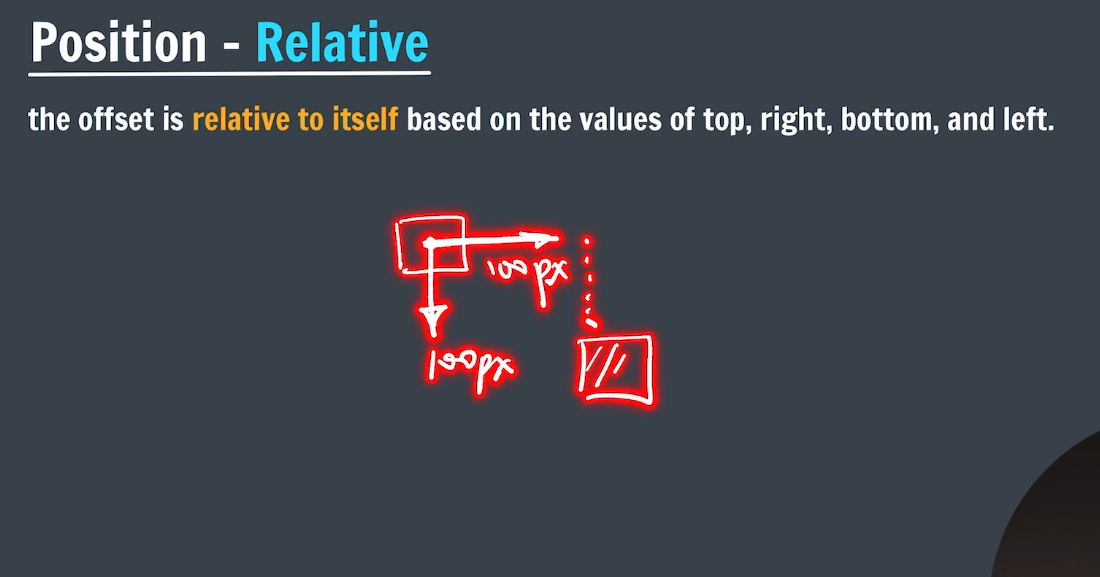 Position - Relative
the offset is relative to itself based on the values of top, right, bottom, and left.
100px
100px